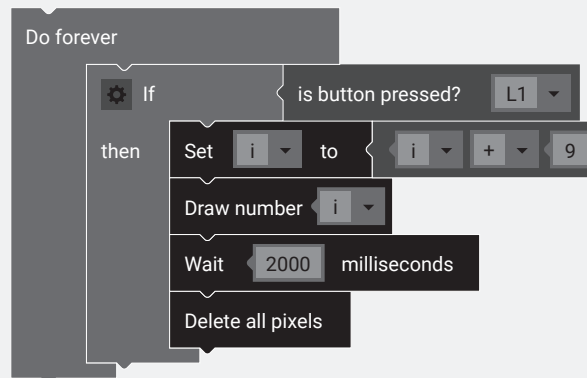 Do forever
If is button pressed? L1
then Set i to i + 9
Draw number i
Wait 2000 milliseconds
Delete all pixels